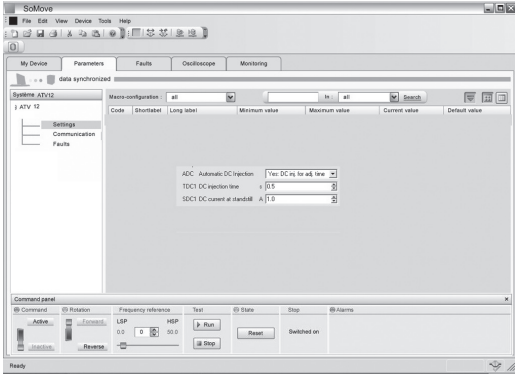 SoMove
File Edit View Device Tools Help
My Device Parameters Faults Oscilloscope Monitoring
data synchronized
Système ATV12
ATV 12
Settings
Communication
Faults
Macro-configuration : all In : all Search
Code Shortlabel Long label Minimum value Maximum value Current value Default value
ADC Automatic DC Injection Yes: DC inj. for adj. time
TDC1 DC injection time s 0.5
SDC1 DC current at standstill A 1.0
Command panel
Command Rotation Frequency reference Test State Stop Alarms
Active Forward LSP HSP Run
0.0 0 50.0 Reset Switched on
Inactive Reverse Stop
Ready